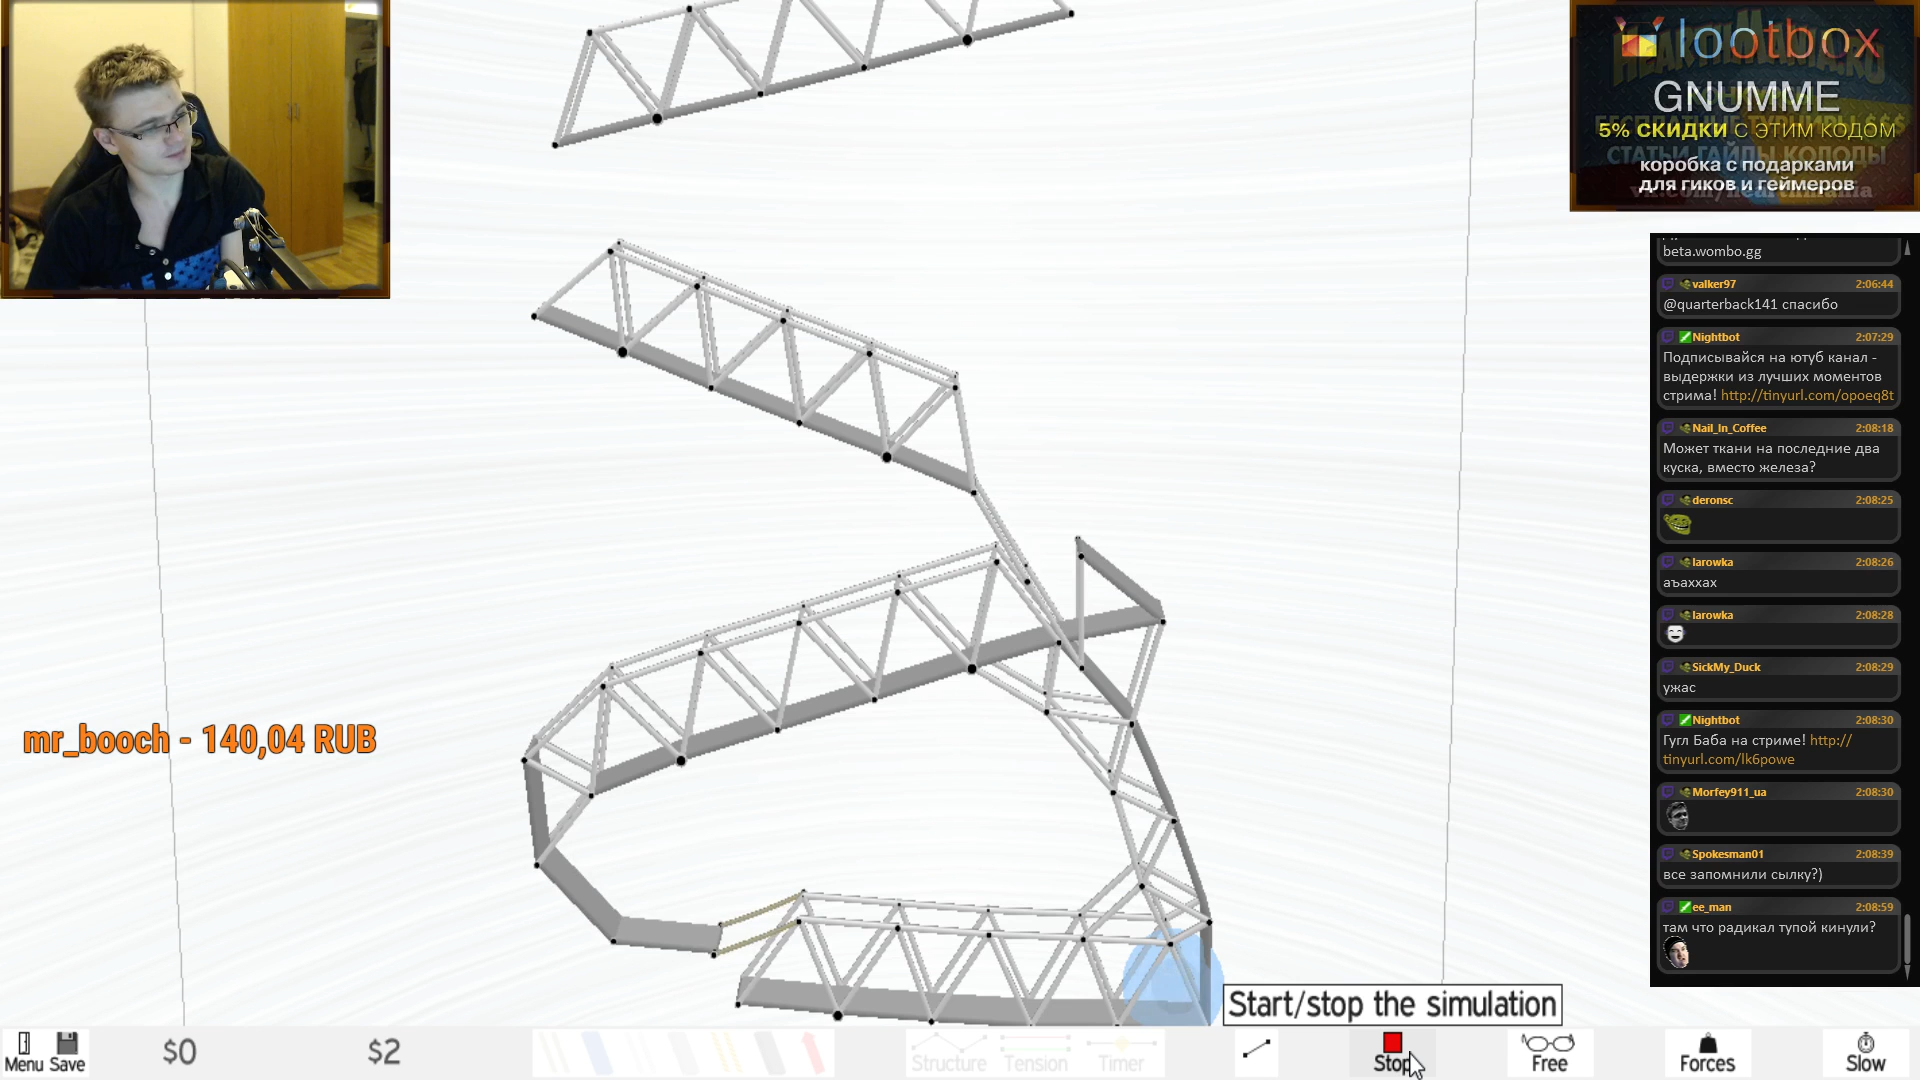 lootbox
GNUMME
5% СКИДКИ С ЭТИМ КОДОМ
коробка с подарками
для гиков и геймеров
beta.wombo.gg
valker97 2:06:44
@quarterback141 спасибо
Nightbot 2:07:29
Подписывайся на ютуб канал -
выдержки из лучших моментов
стрима! http://tinyurl.com/opoeq8t
Nail_In_Coffee 2:08:18
Может ткани на последние два
куска, вместо железа?
deronsc 2:08:25
larowka 2:08:26
аъаххах
larowka 2:08:28
SickMy_Duck 2:08:29
ужас
Nightbot 2:08:30
Гугл Баба на стриме! http://
tinyurl.com/lk6powe
Morfey911_ua 2:08:30
Spokesman01 2:08:39
все запомнили сылку?)
ee_man 2:08:59
там что радикал тупой кинули?
mr_booch - 140,04 RUB
Start/stop the simulation
Menu Save $0 $2 Structure Tension Timer Stop Free Forces Slow